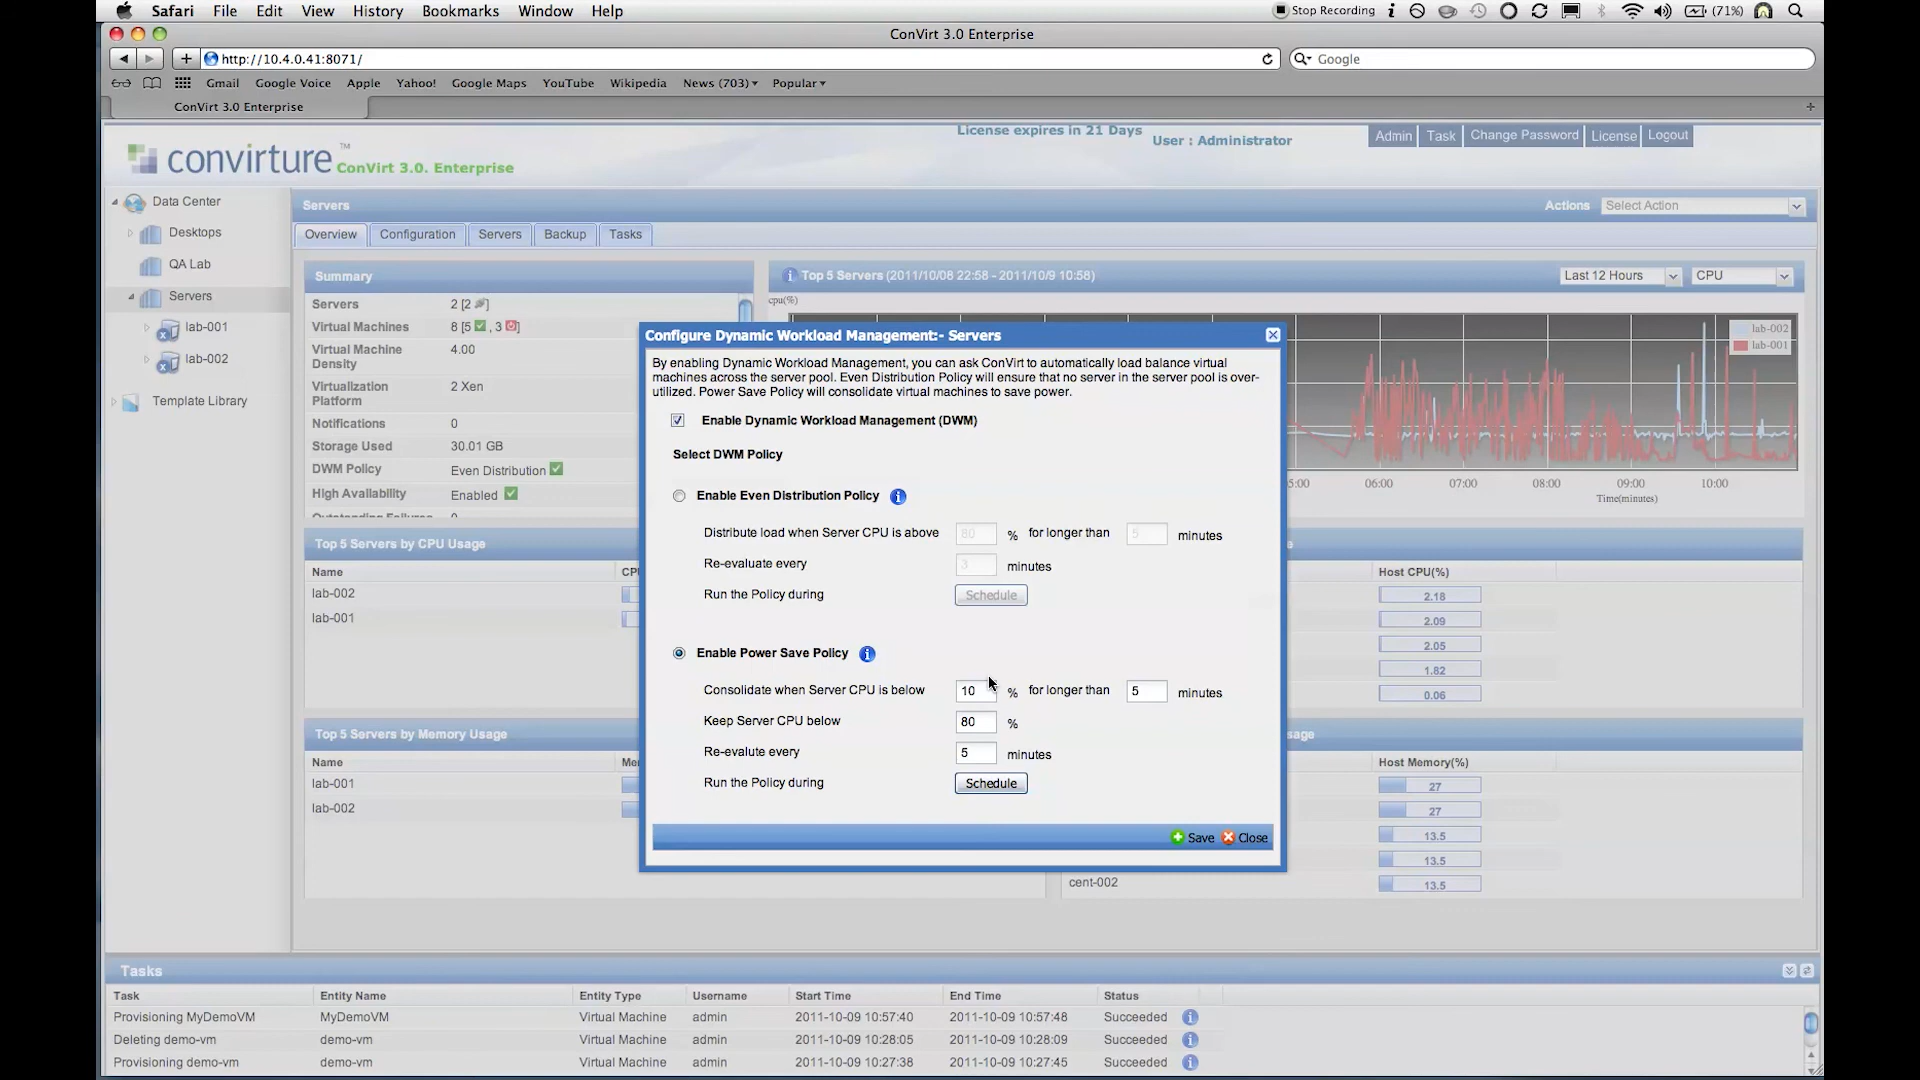 Safari File Edit View History Bookmarks Window Help Stop Recording (71%)
ConVirt 3.0 Enterprise
http://10.4.0.41:8071/ Google
Gmail Google Voice Apple Yahoo! Google Maps YouTube Wikipedia News (703) Popular
ConVirt 3.0 Enterprise
License expires in 21 Days User : Administrator Admin Task Change Password License Logout
convirture™ ConVirt 3.0. Enterprise
Data Center
Desktops
QA Lab
Servers
lab-001
lab-002
Template Library
Servers Actions Select Action
Overview Configuration Servers Backup Tasks
Summary
Servers 2 [2 ]
Virtual Machines 8 [5 , 3 ]
Virtual Machine Density 4.00
Virtualization Platform 2 Xen
Notifications 0
Storage Used 30.01 GB
DWM Policy Even Distribution
High Availability Enabled
Outstanding Failures 0
Top 5 Servers (2011/10/08 22:58 - 2011/10/9 10:58) Last 12 Hours CPU
cpu(%)
lab-002
lab-001
07:00 08:00 09:00 10:00
06:00
Time(minutes)
Configure Dynamic Workload Management:- Servers
By enabling Dynamic Workload Management, you can ask ConVirt to automatically load balance virtual
machines across the server pool. Even Distribution Policy will ensure that no server in the server pool is over-
utilized. Power Save Policy will consolidate virtual machines to save power.
Enable Dynamic Workload Management (DWM)
Select DWM Policy
Enable Even Distribution Policy
Distribute load when Server CPU is above 80 % for longer than 5 minutes
Re-evaluate every 3 minutes
Run the Policy during Schedule
Enable Power Save Policy
Consolidate when Server CPU is below 10 % for longer than 5 minutes
Keep Server CPU below 80 %
Re-evalute every 5 minutes
Run the Policy during Schedule
Save Close
Top 5 Servers by CPU Usage
Name
lab-002
lab-001
Host CPU(%)
2.18
2.09
2.05
1.82
0.06
Top 5 Servers by Memory Usage
Name
lab-001
lab-002
Host Memory(%)
27
27
13.5
13.5
cent-002 13.5
Tasks
Task Entity Name Entity Type Username Start Time End Time Status
Provisioning MyDemoVM MyDemoVM Virtual Machine admin 2011-10-09 10:57:40 2011-10-09 10:57:48 Succeeded
Deleting demo-vm demo-vm Virtual Machine admin 2011-10-09 10:28:05 2011-10-09 10:28:09 Succeeded
Provisioning demo-vm demo-vm Virtual Machine admin 2011-10-09 10:27:38 2011-10-09 10:27:45 Succeeded